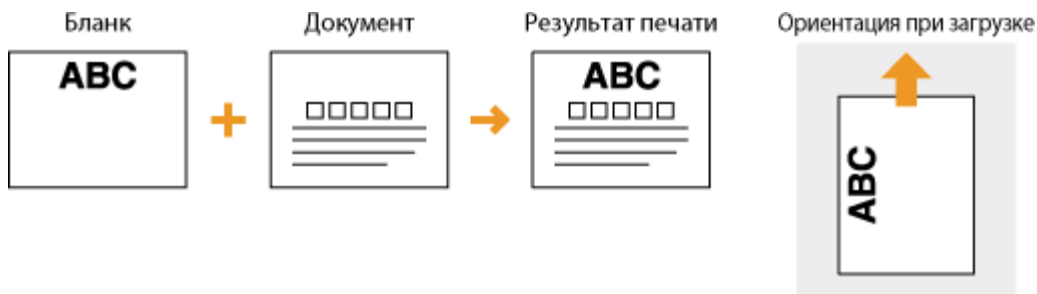 Бланк
Документ
Результат печати
Ориентация при загрузке
ABC
ABC
ABC